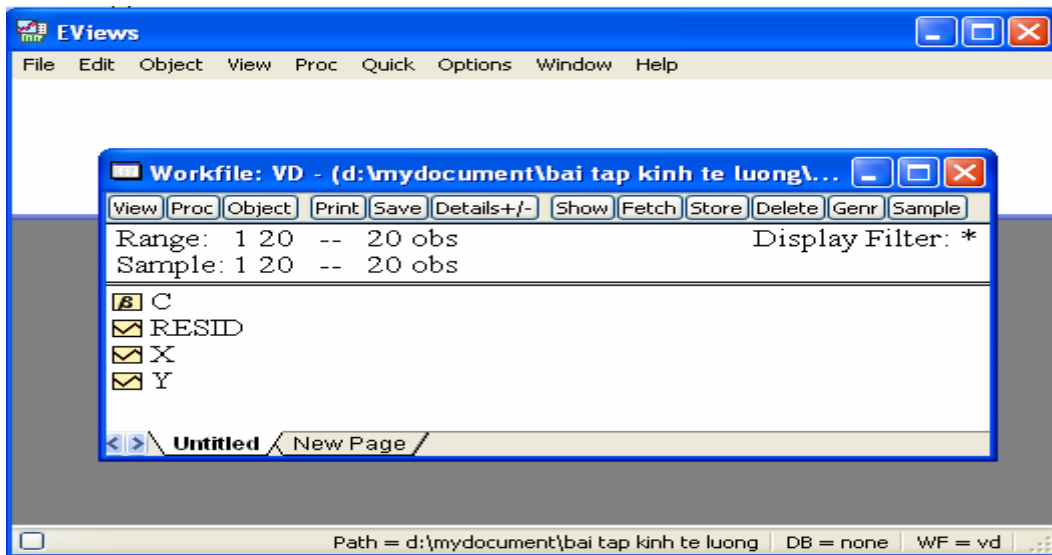 EViews
File Edit Object View Proc Quick Options Window Help
Workfile: VD - (d:\mydocument\bai tap kinh te luong\...
View Proc Object Print Save Details+/- Show Fetch Store Delete Genr Sample
Range: 1 20 -- 20 obs Display Filter: *
Sample: 1 20 -- 20 obs
β C
RESID
X
Y
Untitled New Page
Path = d:\mydocument\bai tap kinh te luong DB = none WF = vd